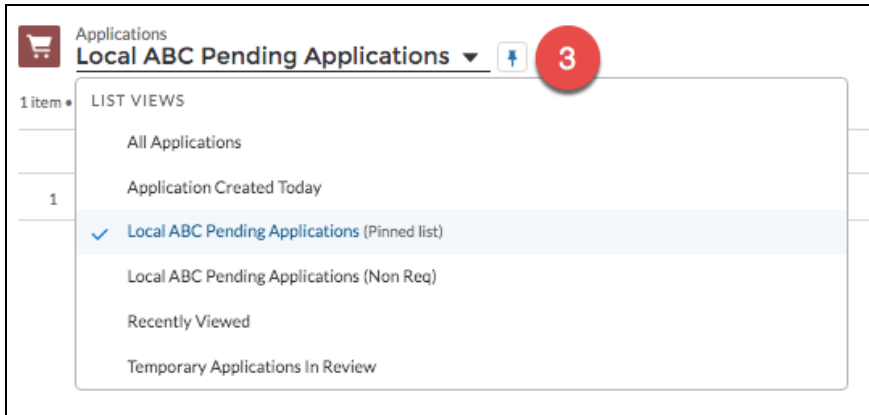 Applications
Local ABC Pending Applications
3
1 item •
LIST VIEWS
All Applications
Application Created Today
1
Local ABC Pending Applications (Pinned list)
Local ABC Pending Applications (Non Req)
Recently Viewed
Temporary Applications In Review